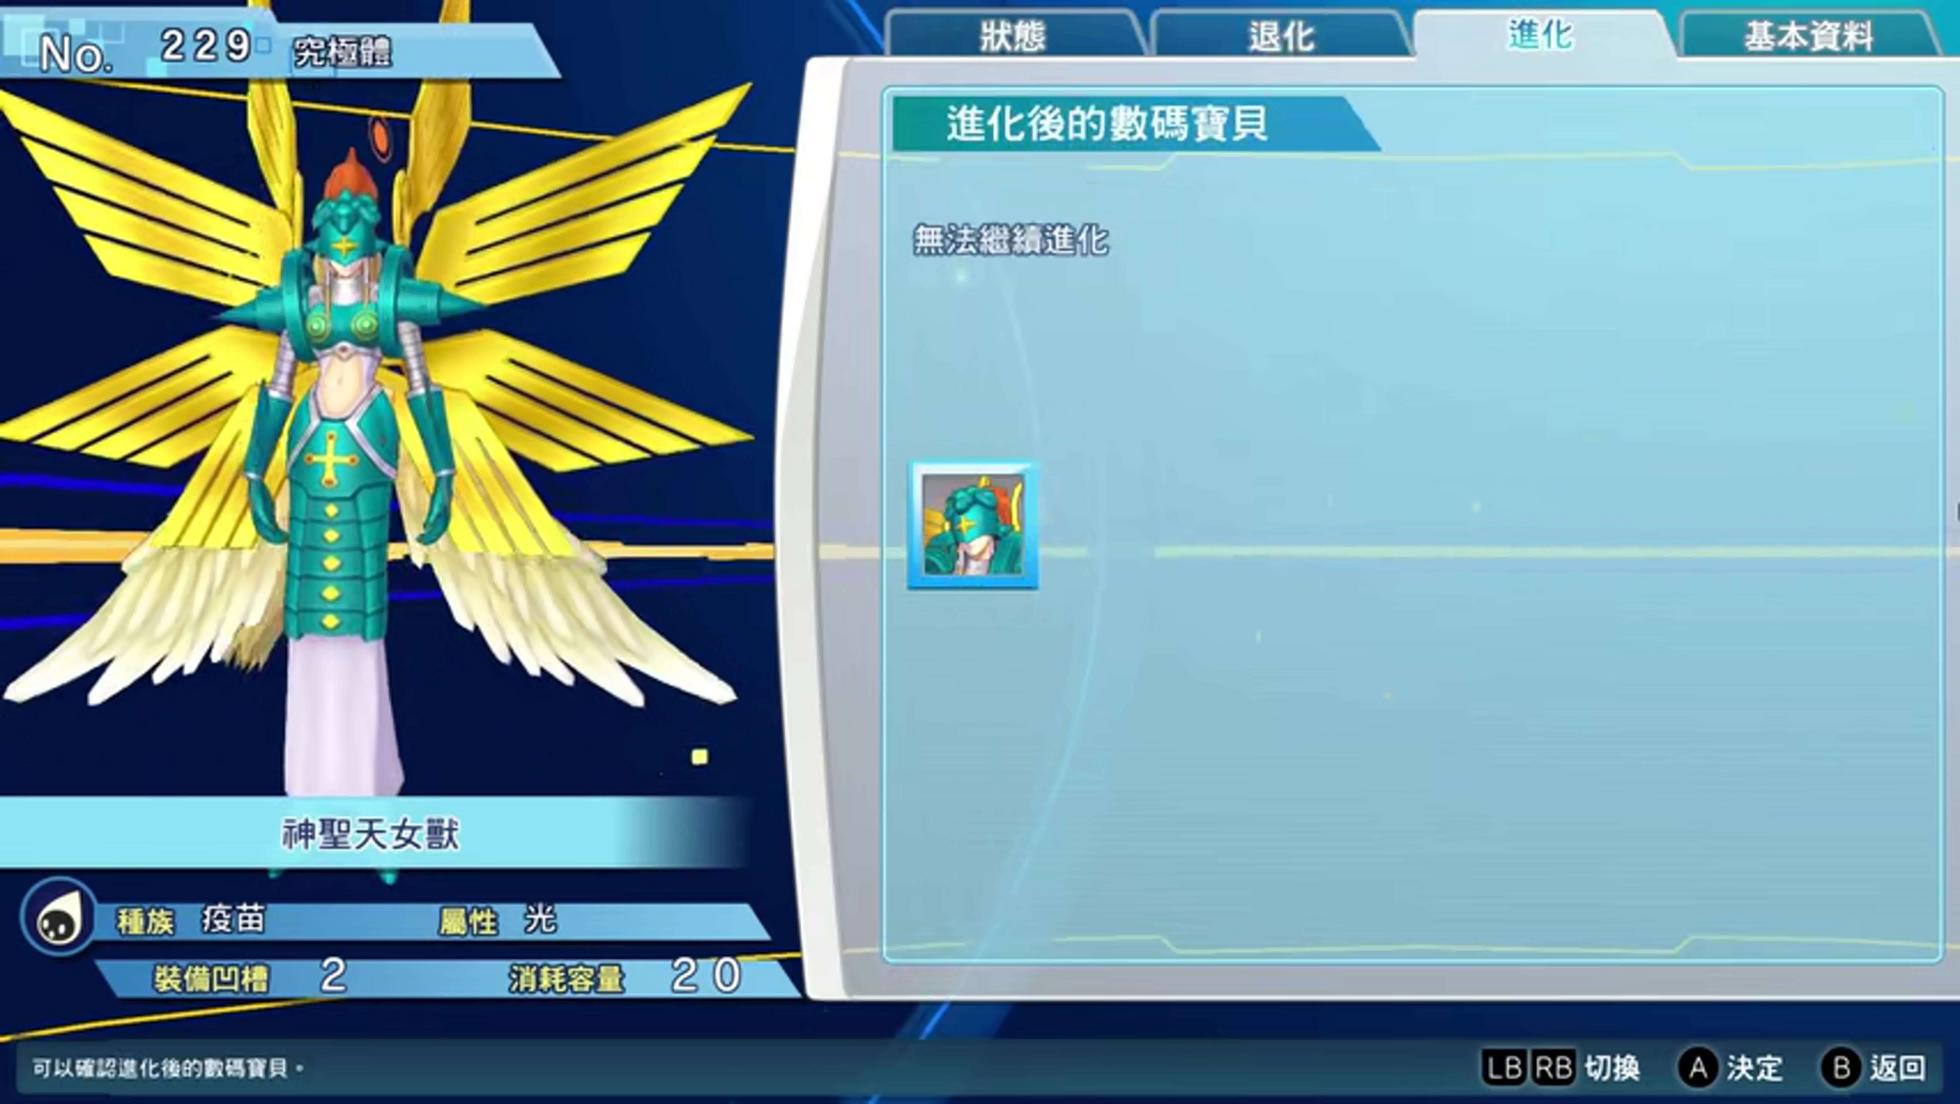 No. 229 究極體
狀態
退化
進化
基本資料
進化後的數碼寶貝
無法繼續進化
神聖天女獸
種族 疫苗 屬性 光
裝備凹槽 2 消耗容量 20
可以確認進化後的數碼寶貝。
LB RB 切換 A 決定 B 返回